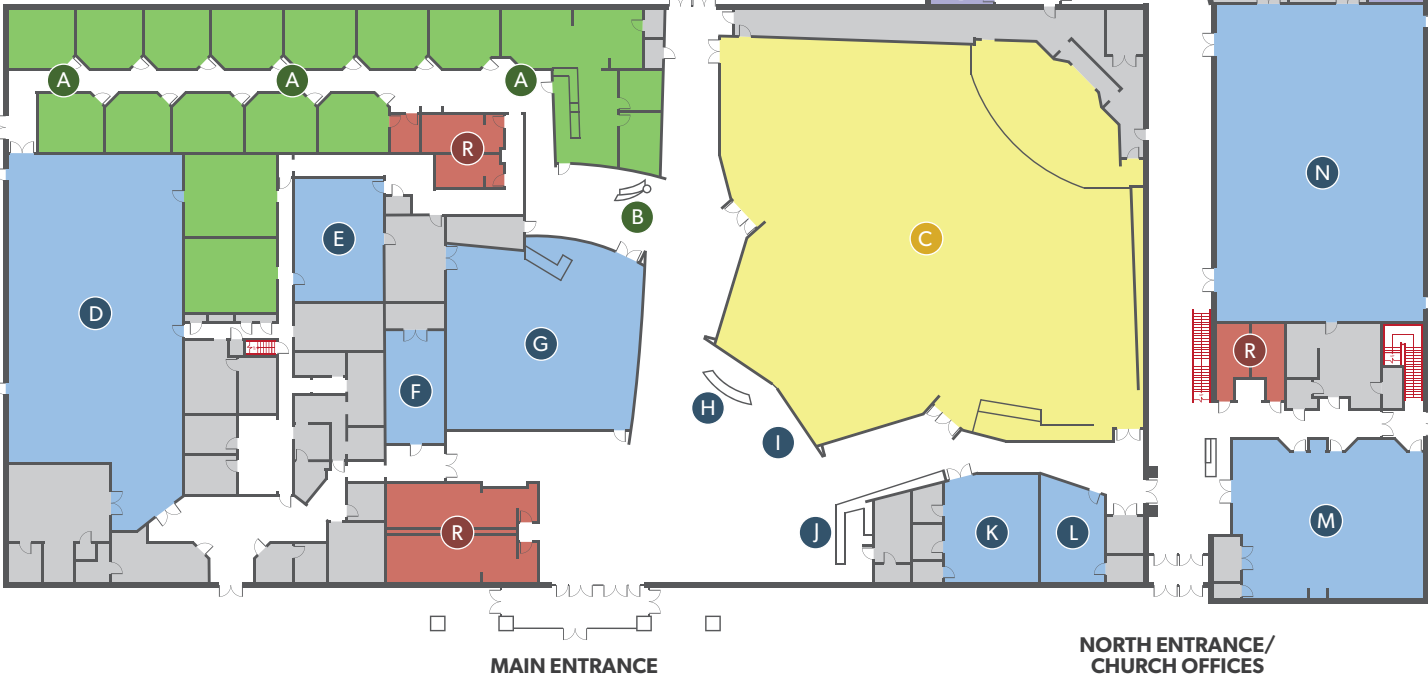 A
A
A
R
N
B
E
C
D
G
R
F
H
I
M
R
J
K
L
NORTH ENTRANCE/
CHURCH OFFICES
MAIN ENTRANCE